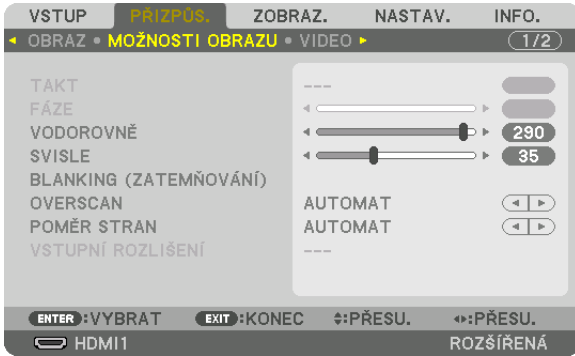 VSTUP PŘIZPŮS. ZOBRAZ. NASTAV. INFO.
OBRAZ • MOŽNOSTI OBRAZU • VIDEO 1/2
TAKT ---
FÁZE
VODOROVNĚ 290
SVISLE 35
BLANKING (ZATEMŇOVÁNÍ)
OVERSCAN AUTOMAT
POMĚR STRAN AUTOMAT
VSTUPNÍ ROZLIŠENÍ ---
ENTER :VYBRAT EXIT :KONEC :PŘESU. :PŘESU.
HDMI1 ROZŠÍŘENÁ